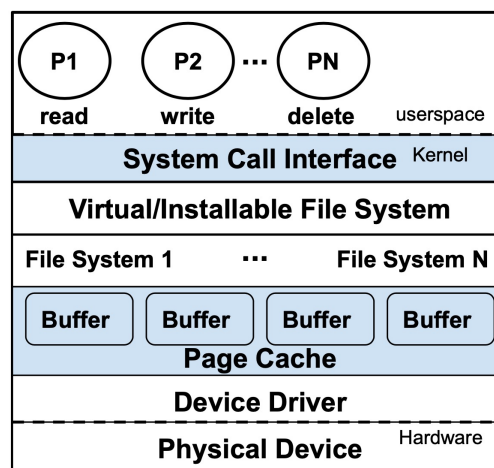 P1 P2 ... PN
read write delete userspace
System Call Interface Kernel
Virtual/Installable File System
File System 1 ... File System N
Buffer Buffer Buffer Buffer
Page Cache
Device Driver
Physical Device Hardware